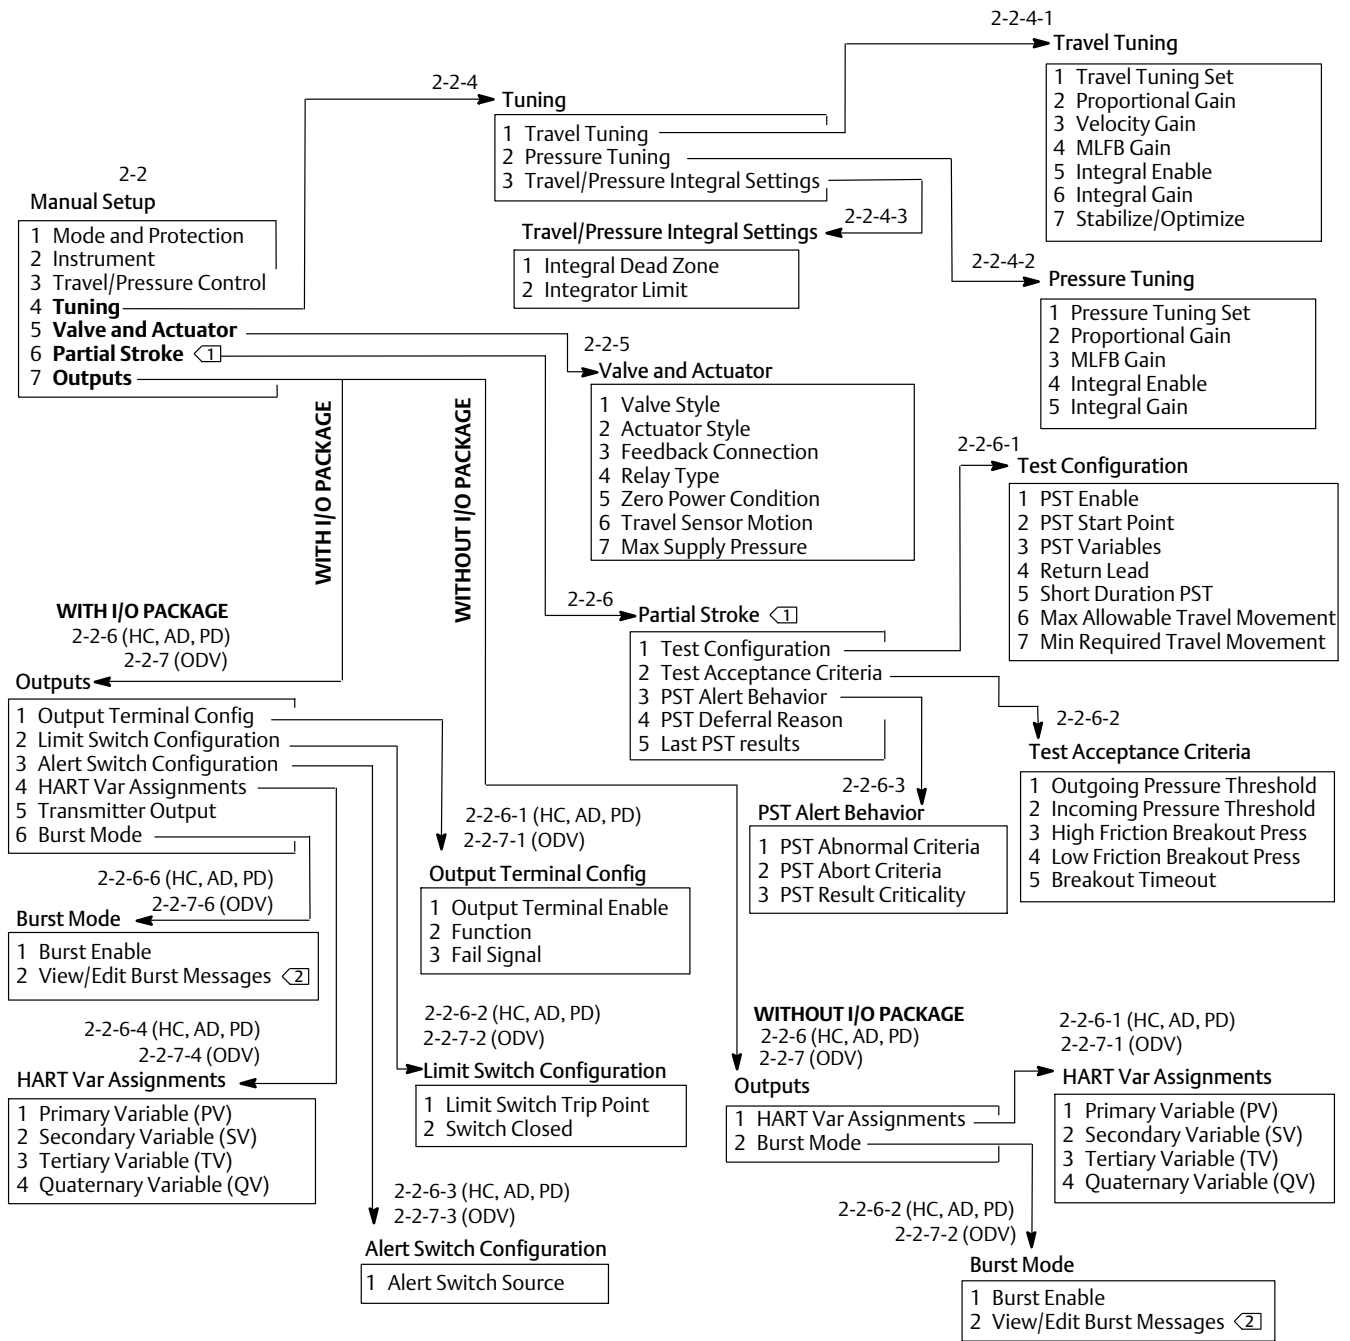 2-2-4-1
Travel Tuning
1 Travel Tuning Set
2 Proportional Gain
3 Velocity Gain
4 MLFB Gain
5 Integral Enable
6 Integral Gain
7 Stabilize/Optimize
2-2-4
Tuning
1 Travel Tuning
2 Pressure Tuning
3 Travel/Pressure Integral Settings
2-2
Manual Setup
1 Mode and Protection
2 Instrument
3 Travel/Pressure Control
4 Tuning
5 Valve and Actuator
6 Partial Stroke 1
7 Outputs
2-2-4-3
Travel/Pressure Integral Settings
1 Integral Dead Zone
2 Integrator Limit
2-2-4-2
Pressure Tuning
1 Pressure Tuning Set
2 Proportional Gain
3 MLFB Gain
4 Integral Enable
5 Integral Gain
2-2-5
Valve and Actuator
1 Valve Style
2 Actuator Style
3 Feedback Connection
4 Relay Type
5 Zero Power Condition
6 Travel Sensor Motion
7 Max Supply Pressure
WITH I/O PACKAGE
WITHOUT I/O PACKAGE
2-2-6-1
Test Configuration
1 PST Enable
2 PST Start Point
3 PST Variables
4 Return Lead
5 Short Duration PST
6 Max Allowable Travel Movement
7 Min Required Travel Movement
2-2-6
Partial Stroke 1
1 Test Configuration
2 Test Acceptance Criteria
3 PST Alert Behavior
4 PST Deferral Reason
5 Last PST results
2-2-6-2
Test Acceptance Criteria
1 Outgoing Pressure Threshold
2 Incoming Pressure Threshold
3 High Friction Breakout Press
4 Low Friction Breakout Press
5 Breakout Timeout
2-2-6-3
PST Alert Behavior
1 PST Abnormal Criteria
2 PST Abort Criteria
3 PST Result Criticality
WITH I/O PACKAGE
2-2-6 (HC, AD, PD)
2-2-7 (ODV)
Outputs
1 Output Terminal Config
2 Limit Switch Configuration
3 Alert Switch Configuration
4 HART Var Assignments
5 Transmitter Output
6 Burst Mode
2-2-6-1 (HC, AD, PD)
2-2-7-1 (ODV)
Output Terminal Config
1 Output Terminal Enable
2 Function
3 Fail Signal
2-2-6-6 (HC, AD, PD)
2-2-7-6 (ODV)
Burst Mode
1 Burst Enable
2 View/Edit Burst Messages 2
2-2-6-4 (HC, AD, PD)
2-2-7-4 (ODV)
HART Var Assignments
1 Primary Variable (PV)
2 Secondary Variable (SV)
3 Tertiary Variable (TV)
4 Quaternary Variable (QV)
2-2-6-2 (HC, AD, PD)
2-2-7-2 (ODV)
Limit Switch Configuration
1 Limit Switch Trip Point
2 Switch Closed
2-2-6-3 (HC, AD, PD)
2-2-7-3 (ODV)
Alert Switch Configuration
1 Alert Switch Source
WITHOUT I/O PACKAGE
2-2-6 (HC, AD, PD)
2-2-7 (ODV)
Outputs
1 HART Var Assignments
2 Burst Mode
2-2-6-1 (HC, AD, PD)
2-2-7-1 (ODV)
HART Var Assignments
1 Primary Variable (PV)
2 Secondary Variable (SV)
3 Tertiary Variable (TV)
4 Quaternary Variable (QV)
2-2-6-2 (HC, AD, PD)
2-2-7-2 (ODV)
Burst Mode
1 Burst Enable
2 View/Edit Burst Messages 2